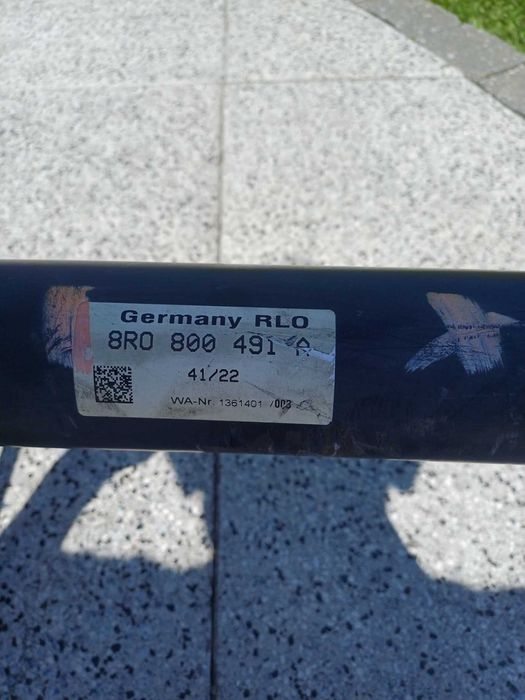 Germany RLO
8R0 800 491 A
41/22
WA-Nr. 1361401 /003